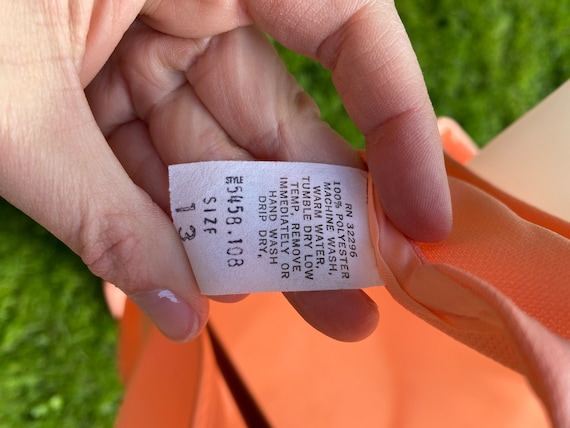 RN 32296
100% POLYESTER
MACHINE WASH,
WARM WATER,
TUMBLE DRY LOW
TEMP, REMOVE
IMMEDIATELY OR
HAND WASH
DRIP DRY,
5458.108
SIZE
13